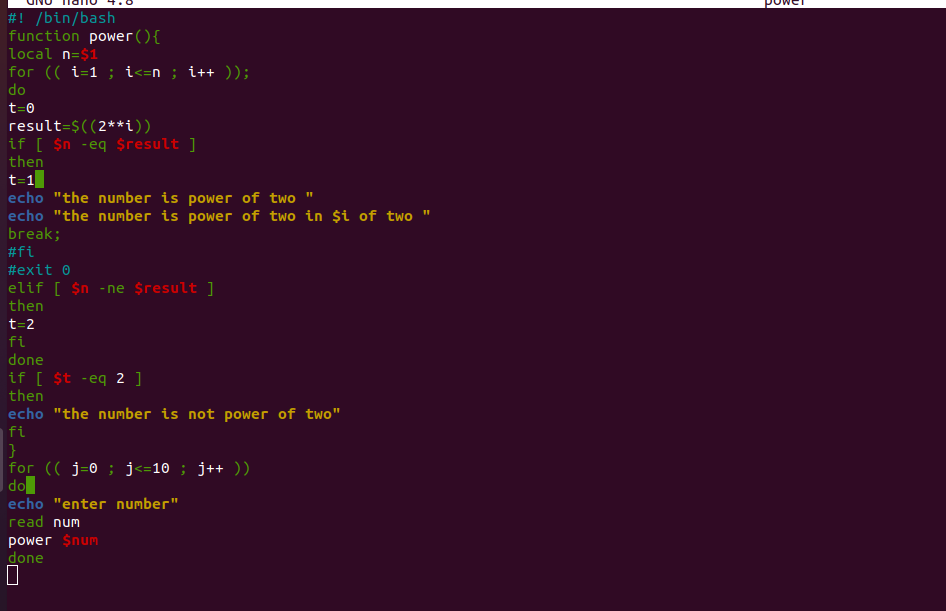 GNU nano 4.8 power
#! /bin/bash
function power(){
local n=$1
for (( i=1 ; i<=n ; i++ ));
do
t=0
result=$((2**i))
if [ $n -eq $result ]
then
t=1
echo "the number is power of two "
echo "the number is power of two in $i of two "
break;
#fi
#exit 0
elif [ $n -ne $result ]
then
t=2
fi
done
if [ $t -eq 2 ]
then
echo "the number is not power of two"
fi
}
for (( j=0 ; j<=10 ; j++ ))
do
echo "enter number"
read num
power $num
done